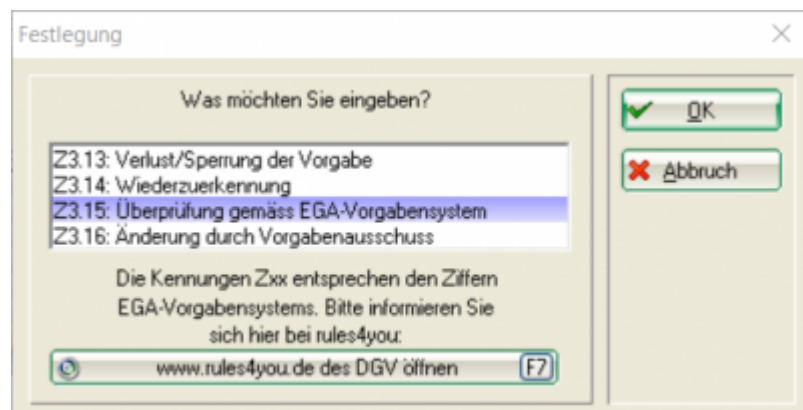 Festlegung
Was möchten Sie eingeben?
Z3.13: Verlust/Sperrung der Vorgabe
Z3.14: Wiederzuerkennung
Z3.15: Überprüfung gemäss EGA-Vorgabensystem
Z3.16: Änderung durch Vorgabenausschuss
Die Kennungen Zxx entsprechen den Ziffern
EGA-Vorgabensystems. Bitte informieren Sie
sich hier bei rules4you:
www.rules4you.de des DGV öffnen F7
OK
Abbruch